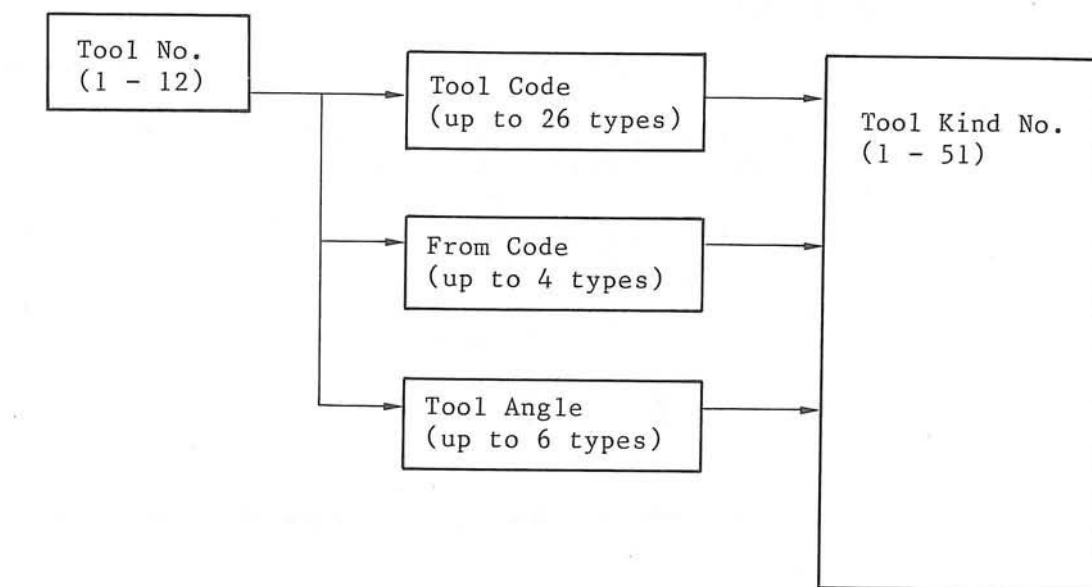 Tool No.
(1 - 12)
Tool Code
(up to 26 types)
Tool Kind No.
(1 - 51)
From Code
(up to 4 types)
Tool Angle
(up to 6 types)